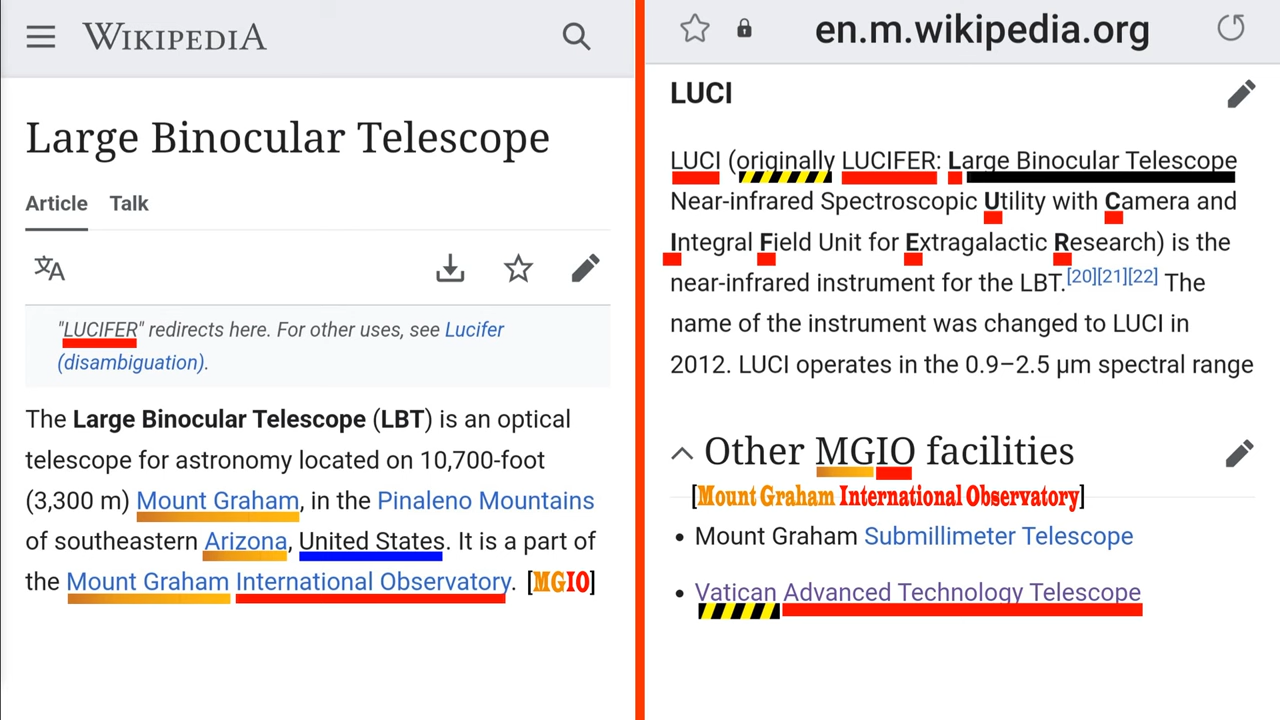 WIKIPEDIA
Large Binocular Telescope
Article Talk
"LUCIFER" redirects here. For other uses, see Lucifer
(disambiguation).
The Large Binocular Telescope (LBT) is an optical
telescope for astronomy located on 10,700-foot
(3,300 m) Mount Graham, in the Pinaleno Mountains
of southeastern Arizona, United States. It is a part of
the Mount Graham International Observatory. [MGIO]
en.m.wikipedia.org
LUCI
LUCI (originally LUCIFER: Large Binocular Telescope
Near-infrared Spectroscopic Utility with Camera and
Integral Field Unit for Extragalactic Research) is the
near-infrared instrument for the LBT.[20][21][22] The
name of the instrument was changed to LUCI in
2012. LUCI operates in the 0.9–2.5 μm spectral range
Other MGIO facilities
[Mount Graham International Observatory]
• Mount Graham Submillimeter Telescope
• Vatican Advanced Technology Telescope